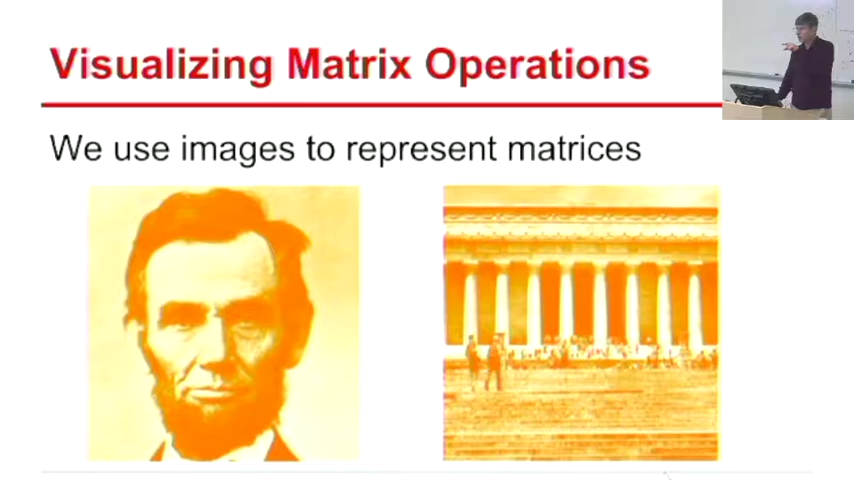 Visualizing Matrix Operations
We use images to represent matrices